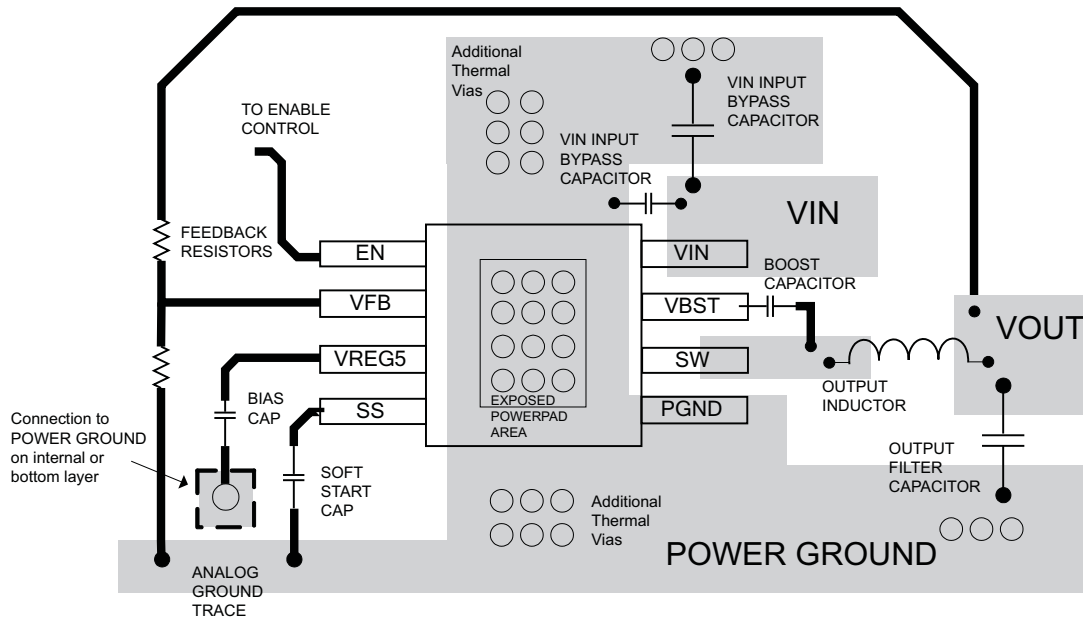 Additional
Thermal
Vias
VIN INPUT
BYPASS
CAPACITOR
TO ENABLE
CONTROL
VIN INPUT
BYPASS
CAPACITOR
VIN
FEEDBACK
RESISTORS
EN
VIN
BOOST
CAPACITOR
VFB
VBST
VOUT
VREG5
SW
OUTPUT
INDUCTOR
BIAS
CAP
SS
EXPOSED
POWERPAD
AREA
PGND
Connection to
POWER GROUND
on internal or
bottom layer
SOFT
START
CAP
OUTPUT
FILTER
CAPACITOR
Additional
Thermal
Vias
POWER GROUND
ANALOG
GROUND
TRACE